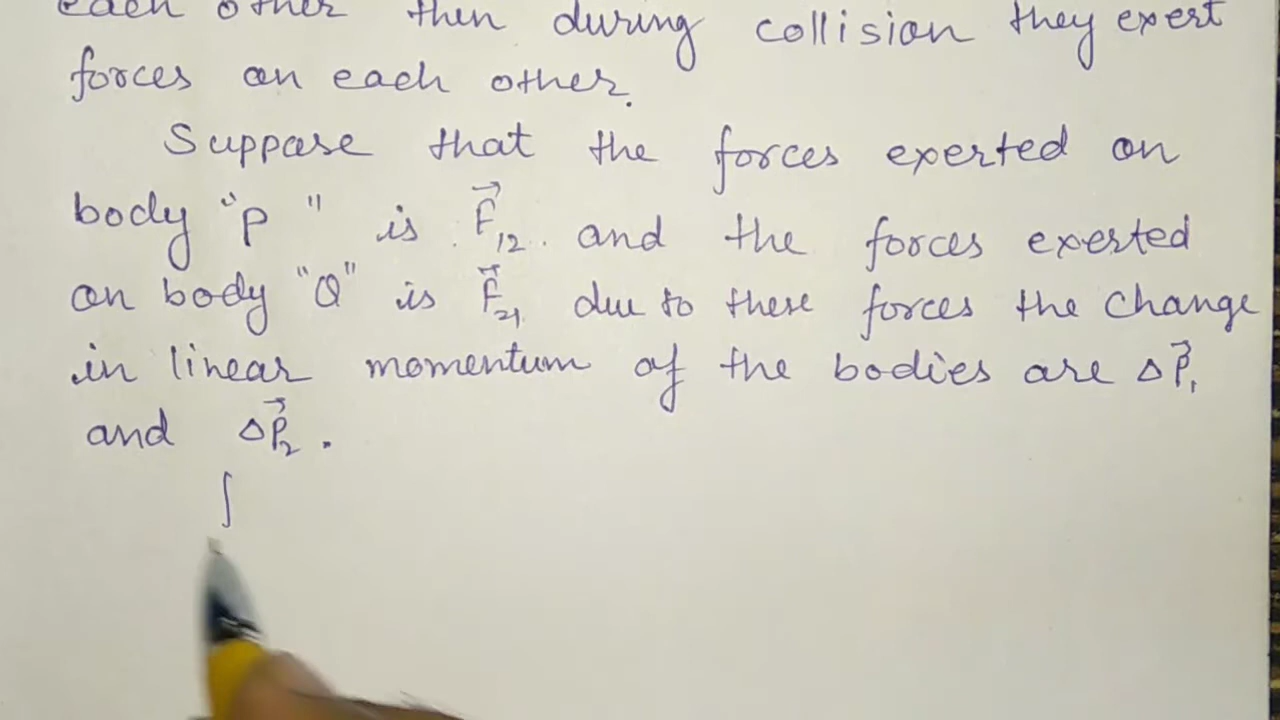 each other then during collision they exert
forces on each other.
Suppose that the forces exerted on
body "P" is F⃗₁₂ and the forces exerted
on body "Q" is F⃗₂₁ due to these forces the change
in linear momentum of the bodies are ΔP⃗₁
and ΔP⃗₂.
∫